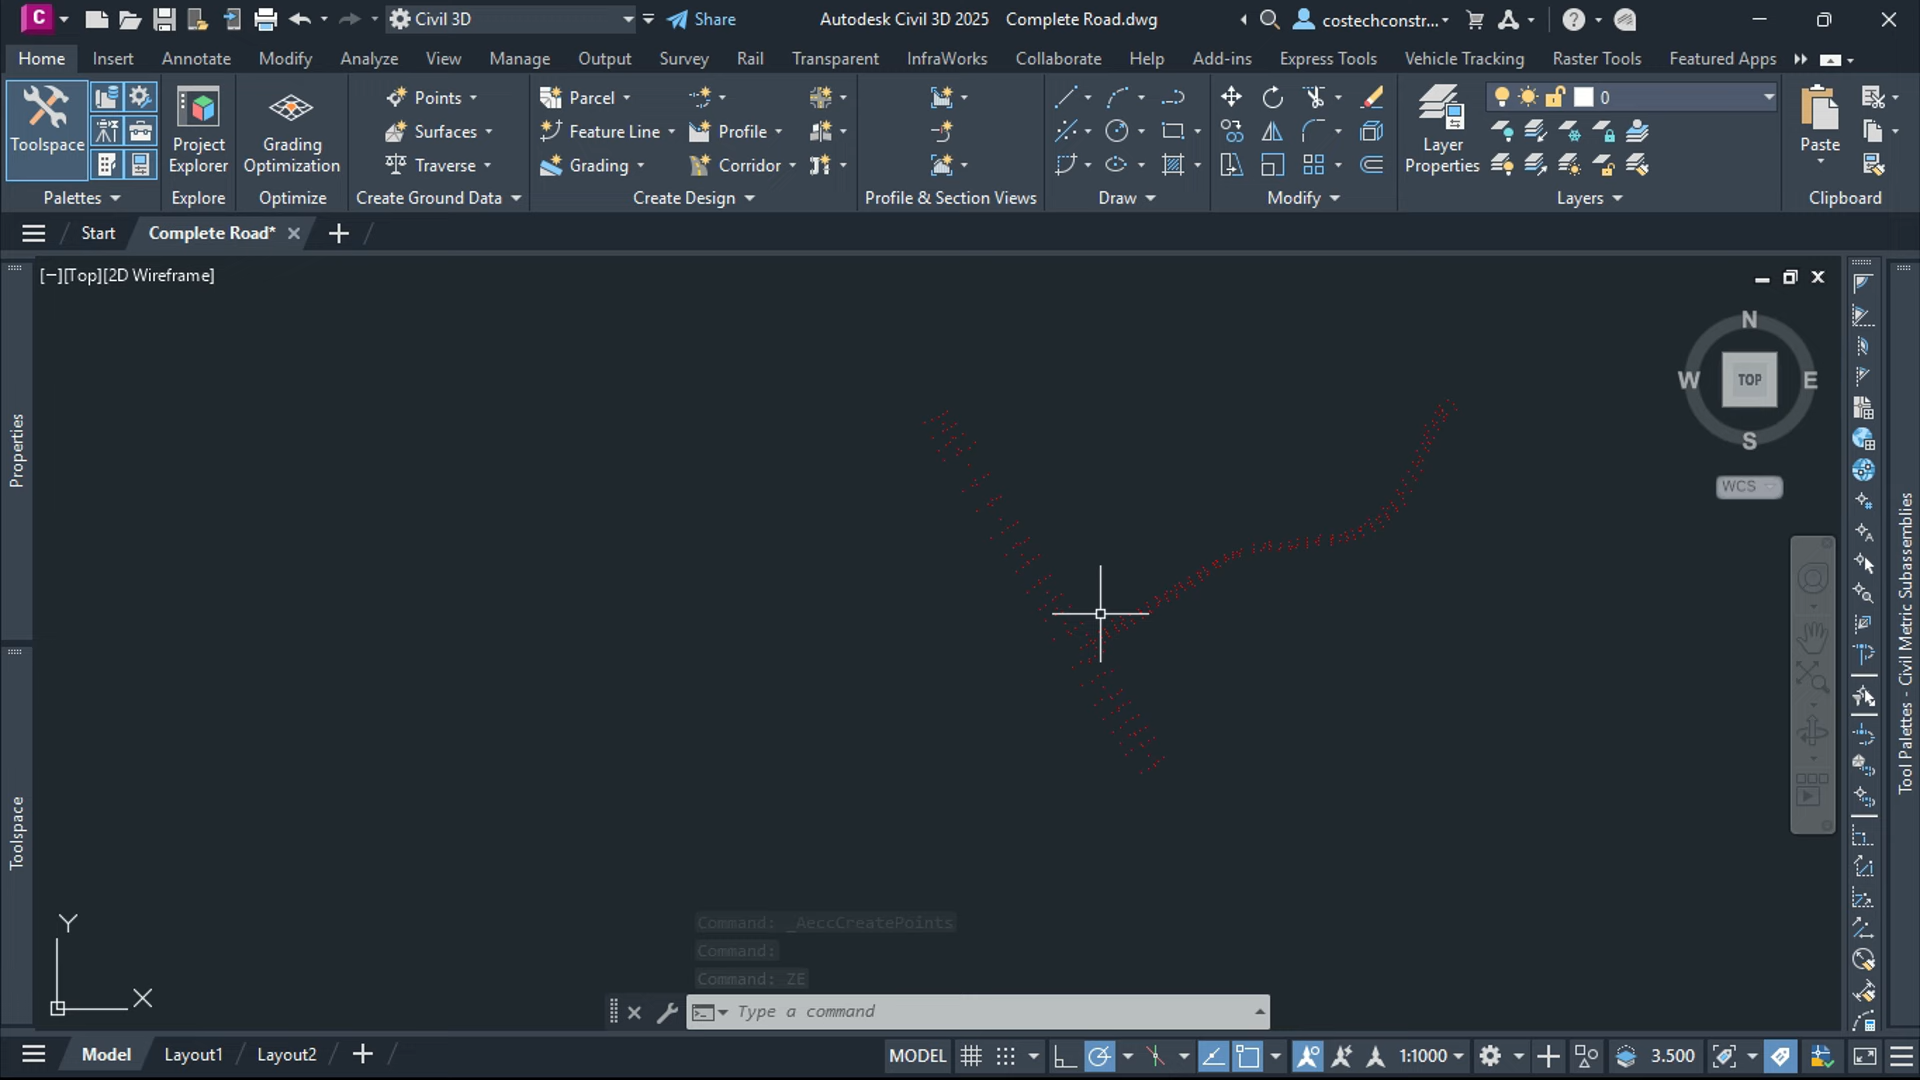 C Civil 3D Share Autodesk Civil 3D 2025 Complete Road.dwg costechconstr...
Home Insert Annotate Modify Analyze View Manage Output Survey Rail Transparent InfraWorks Collaborate Help Add-ins Express Tools Vehicle Tracking Raster Tools Featured Apps
Toolspace
Project
Explorer
Grading
Optimization
Points
Surfaces
Traverse
Parcel
Feature Line
Grading
Profile
Corridor
Layer
Properties
0
Paste
Palettes Explore Optimize Create Ground Data Create Design Profile & Section Views Draw Modify Layers Clipboard
Start Complete Road*
[−][Top][2D Wireframe]
N
W TOP E
S
WCS
Properties
Toolspace
Tool Palettes - Civil Metric Subassemblies
Y
X
Command: _AeccCreatePoints
Command:
Command: ZE
Type a command
Model Layout1 Layout2 MODEL 1:1000 3.500